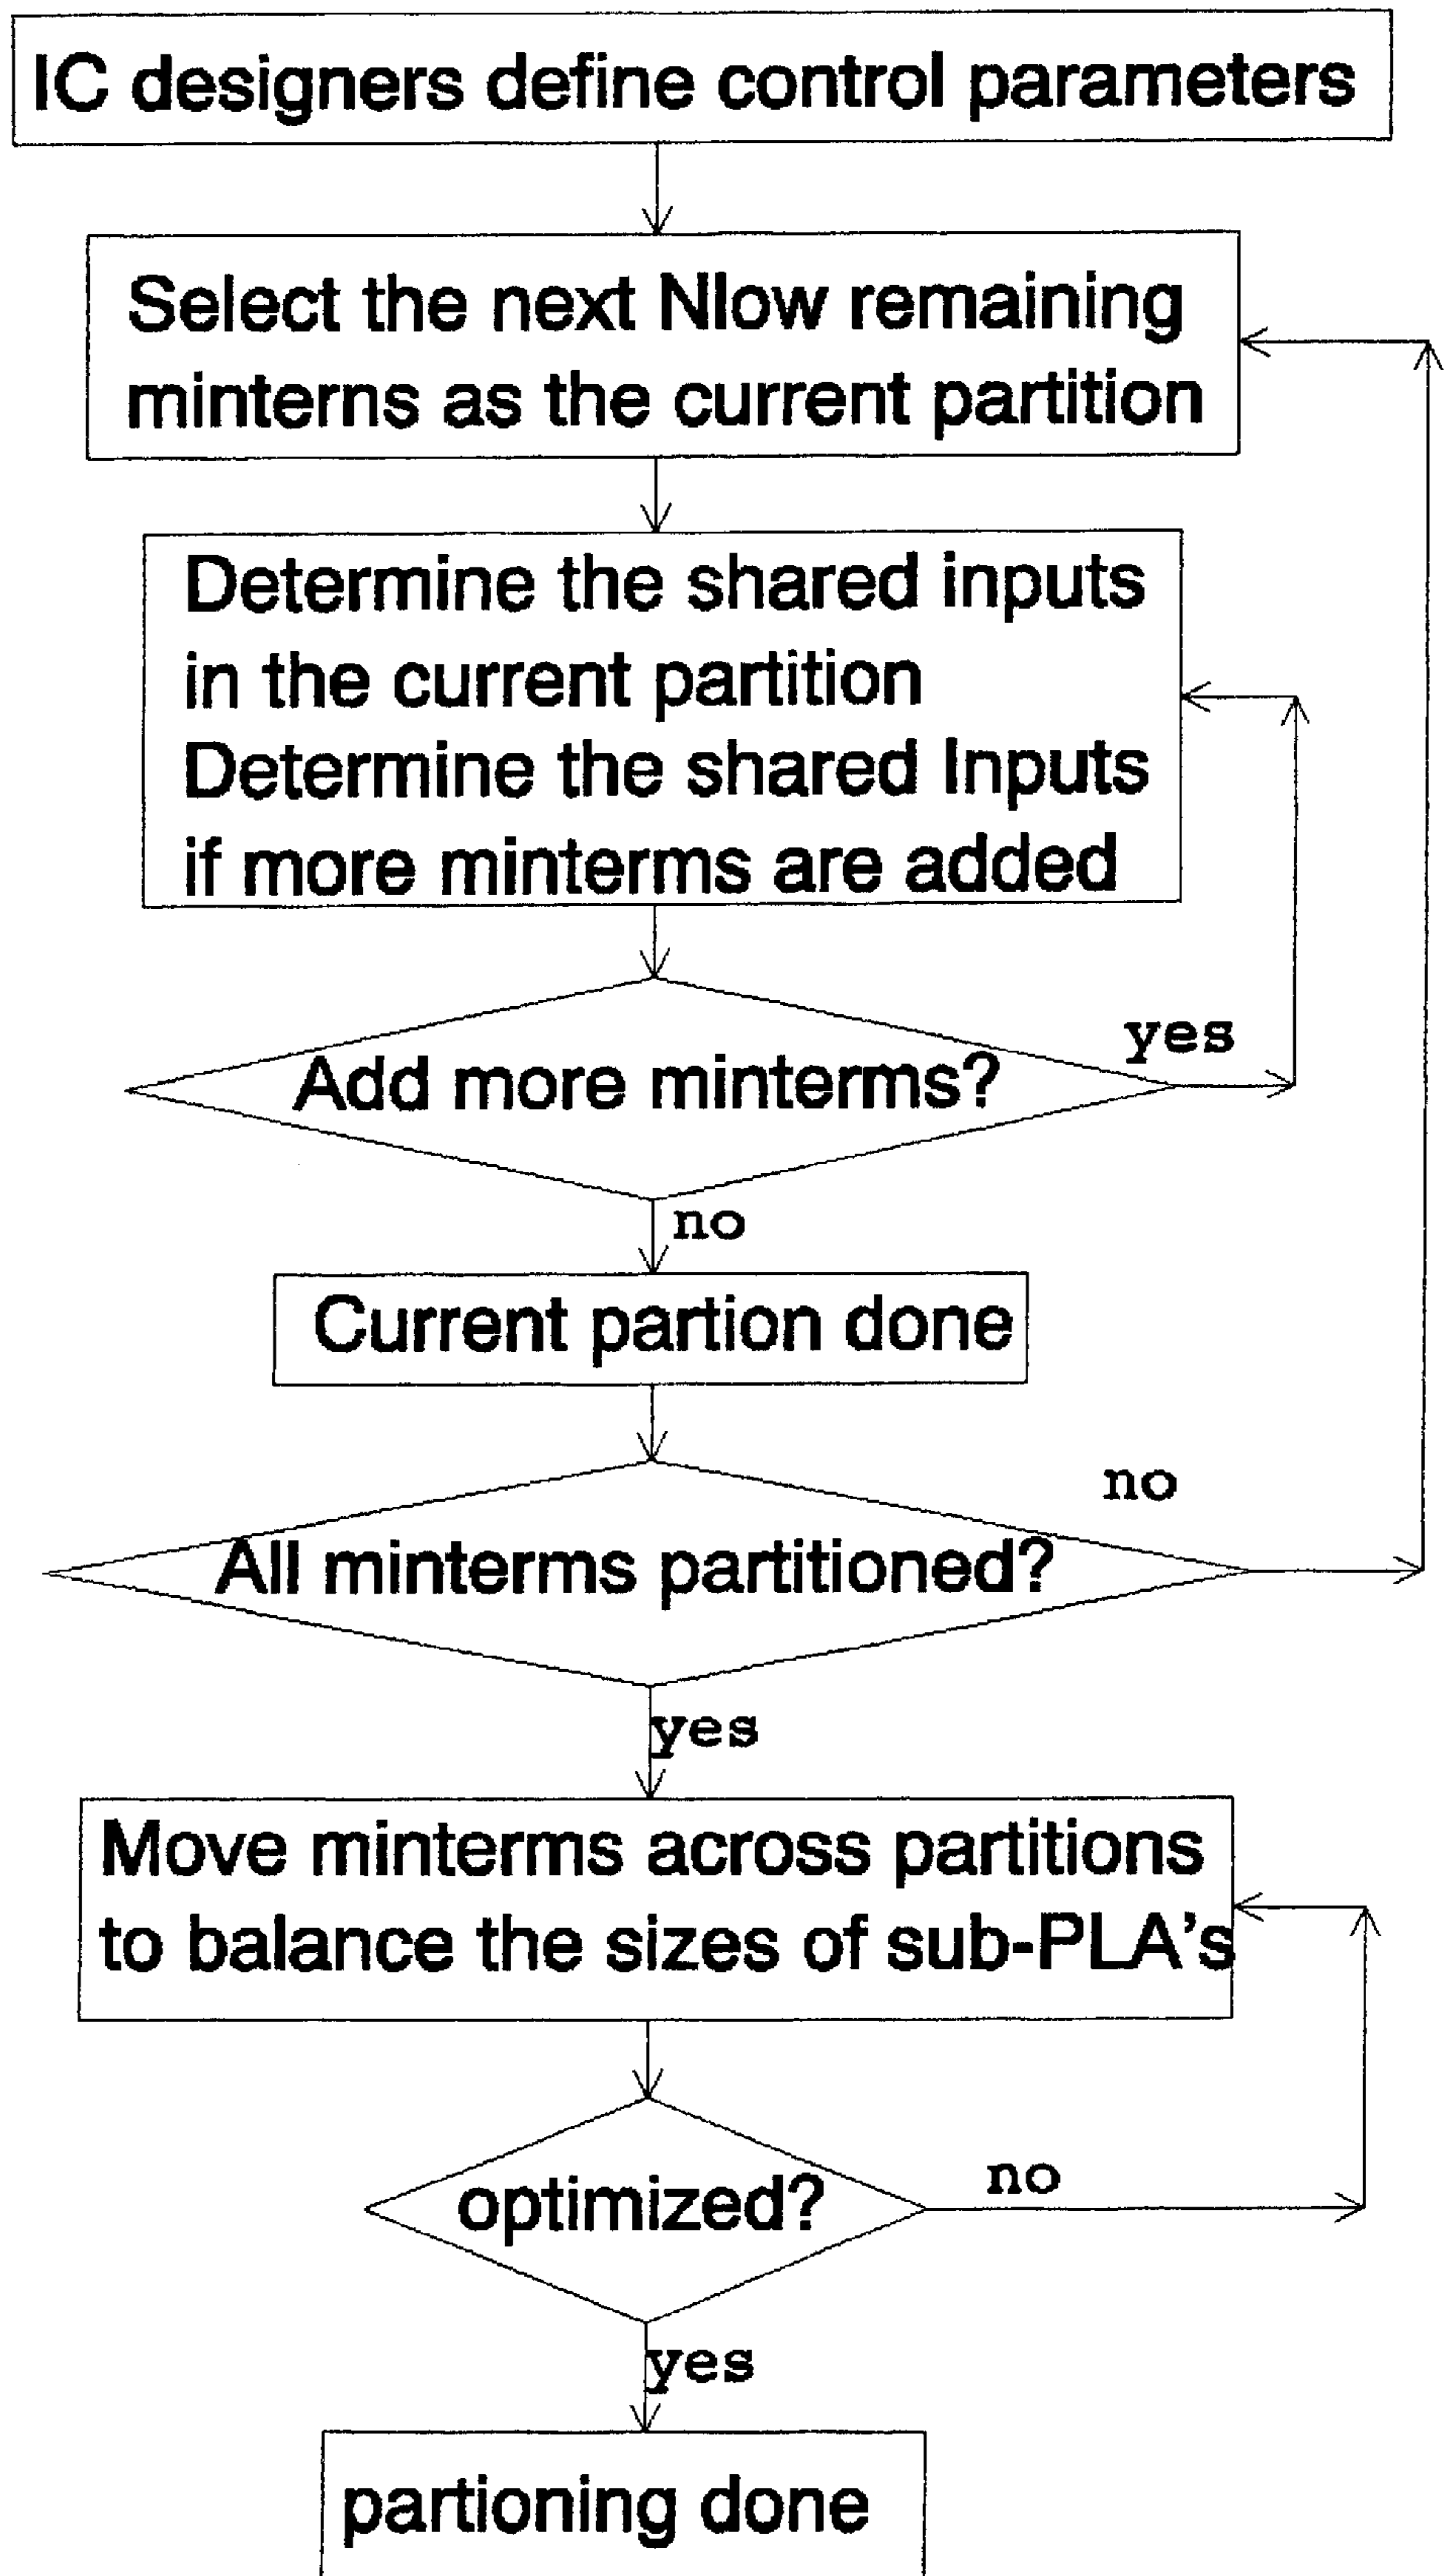 IC designers define control parameters
Select the next Nlow remaining
minterns as the current partition
Determine the shared inputs
in the current partition
Determine the shared Inputs
if more minterms are added
Add more minterms?
yes
no
Current partion done
no
All minterms partitioned?
yes
Move minterms across partitions
to balance the sizes of sub-PLA's
optimized?
no
yes
partioning done